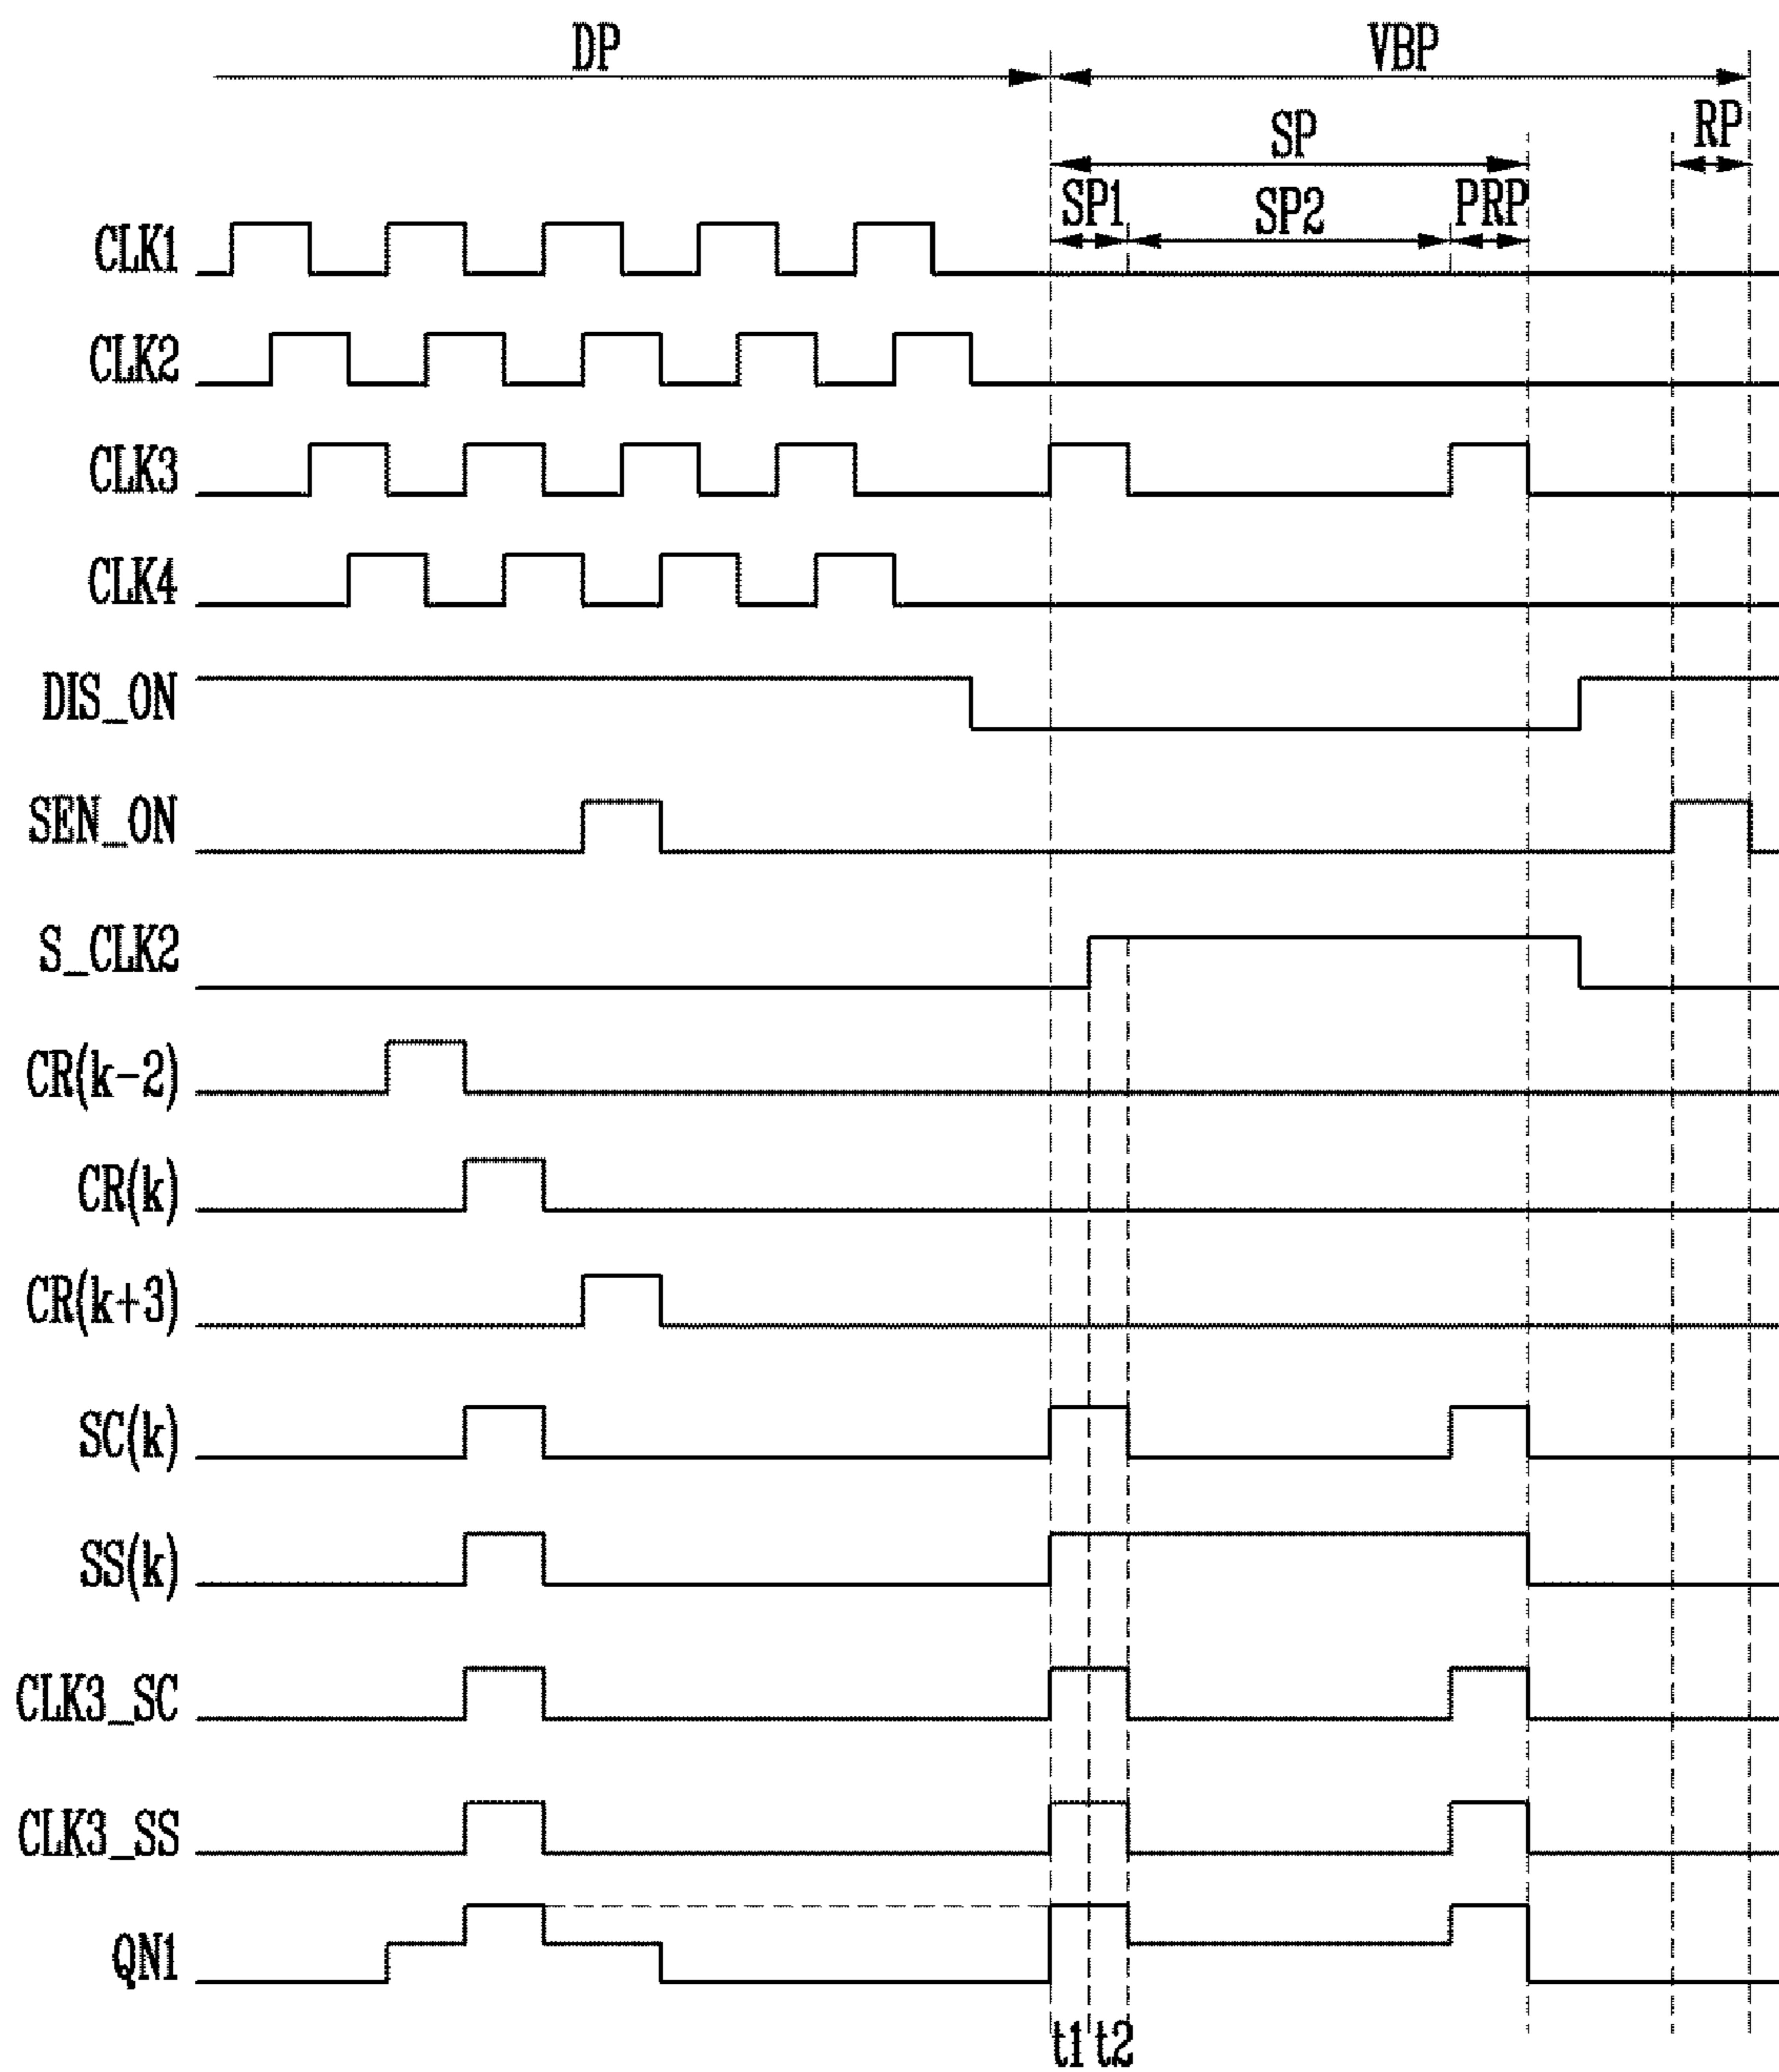 DP VBP
SP RP
SP1 SP2 PRP
CLK1
CLK2
CLK3
CLK4
DIS_ON
SEN_ON
S_CLK2
CR(k-2)
CR(k)
CR(k+3)
SC(k)
SS(k)
CLK3_SC
CLK3_SS
QN1
t1 t2